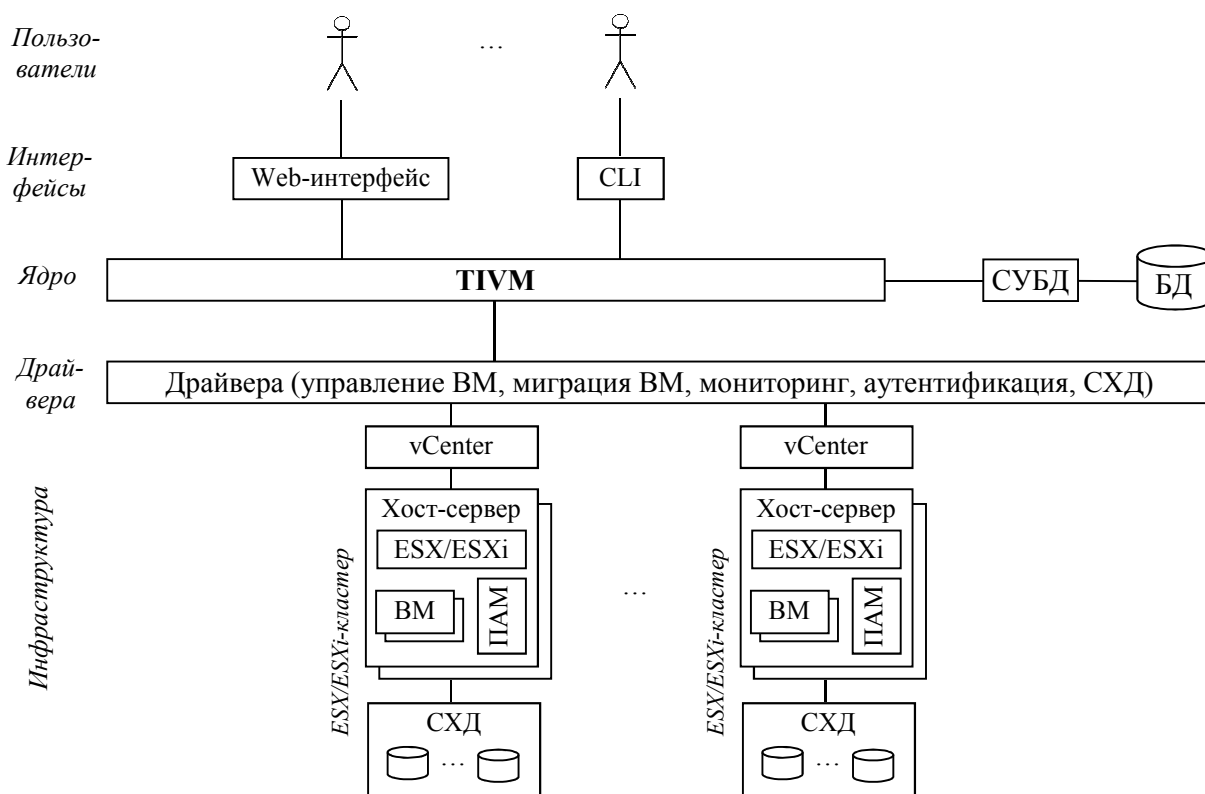 Пользо-
ватели
…
Интер-
фейсы
Web-интерфейс
CLI
Ядро
TIVM
СУБД
БД
Драй-
вера
Драйвера (управление ВМ, миграция ВМ, мониторинг, аутентификация, СХД)
Инфраструктура
vCenter
vCenter
ESX/ESXi-кластер
Хост-сервер
ESX/ESXi
ВМ
ПАМ
…
ESX/ESXi-кластер
Хост-сервер
ESX/ESXi
ВМ
ПАМ
СХД
…
СХД
…